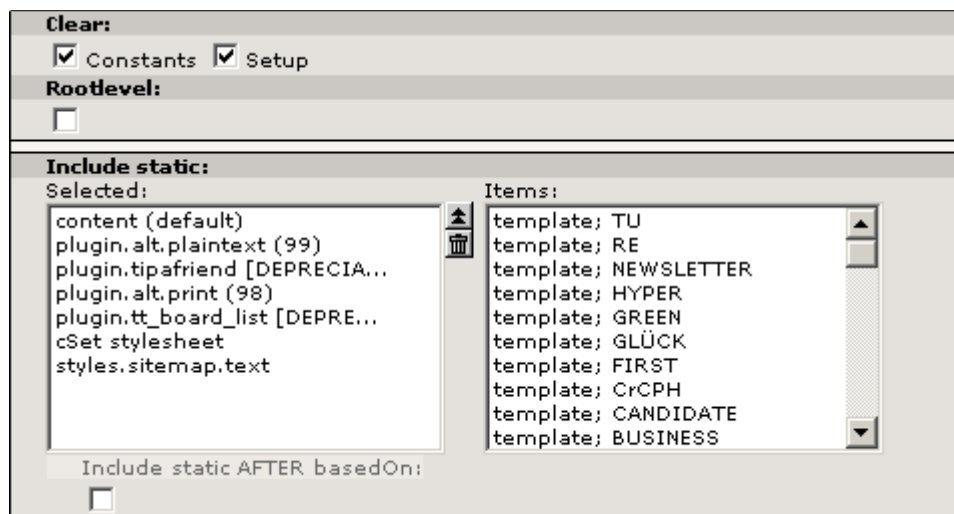 Clear:
Constants Setup
Rootlevel:
Include static:
Selected: Items:
content (default)
plugin.alt.plaintext (99)
plugin.tipafriend [DEPRECIA...
plugin.alt.print (98)
plugin.tt_board_list [DEPRE...
cSet stylesheet
styles.sitemap.text
template; TU
template; RE
template; NEWSLETTER
template; HYPER
template; GREEN
template; GLÜCK
template; FIRST
template; CrCPH
template; CANDIDATE
template; BUSINESS
Include static AFTER basedOn: